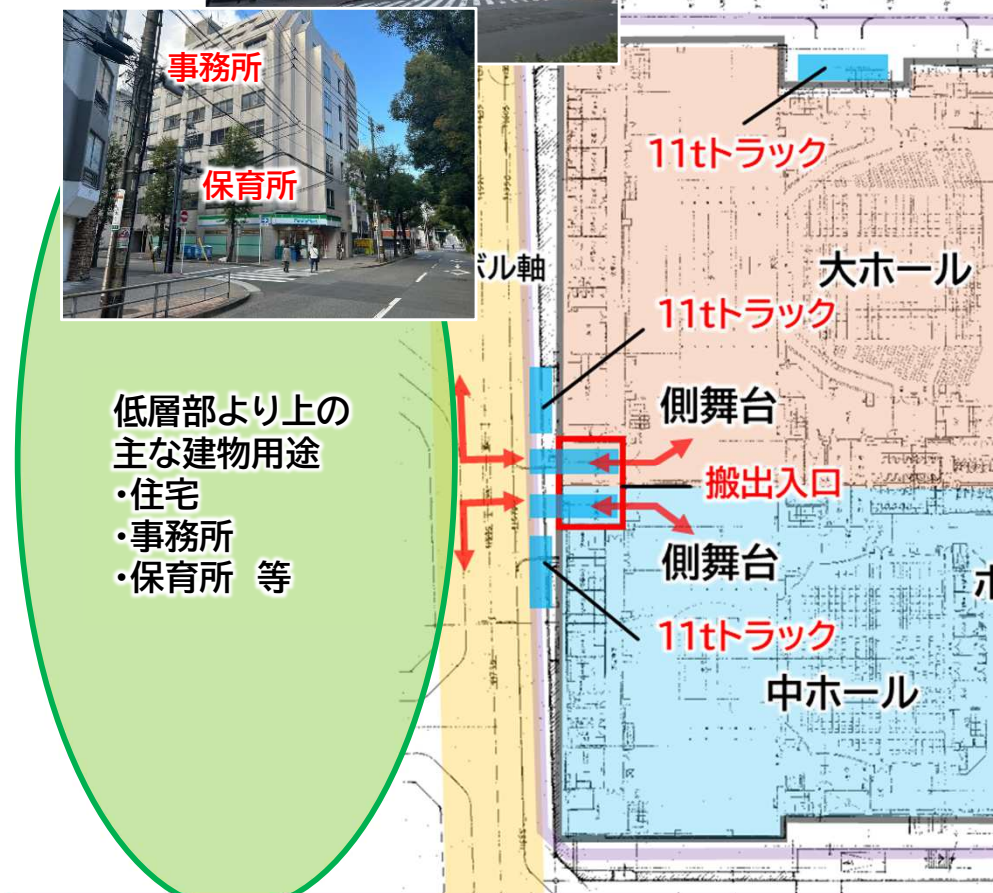 事務所
保育所
11tトラック
バル軸
大ホール
11tトラック
側舞台
搬出入口
側舞台
11tトラック
中ホール
低層部より上の
主な建物用途
・住宅
・事務所
・保育所 等